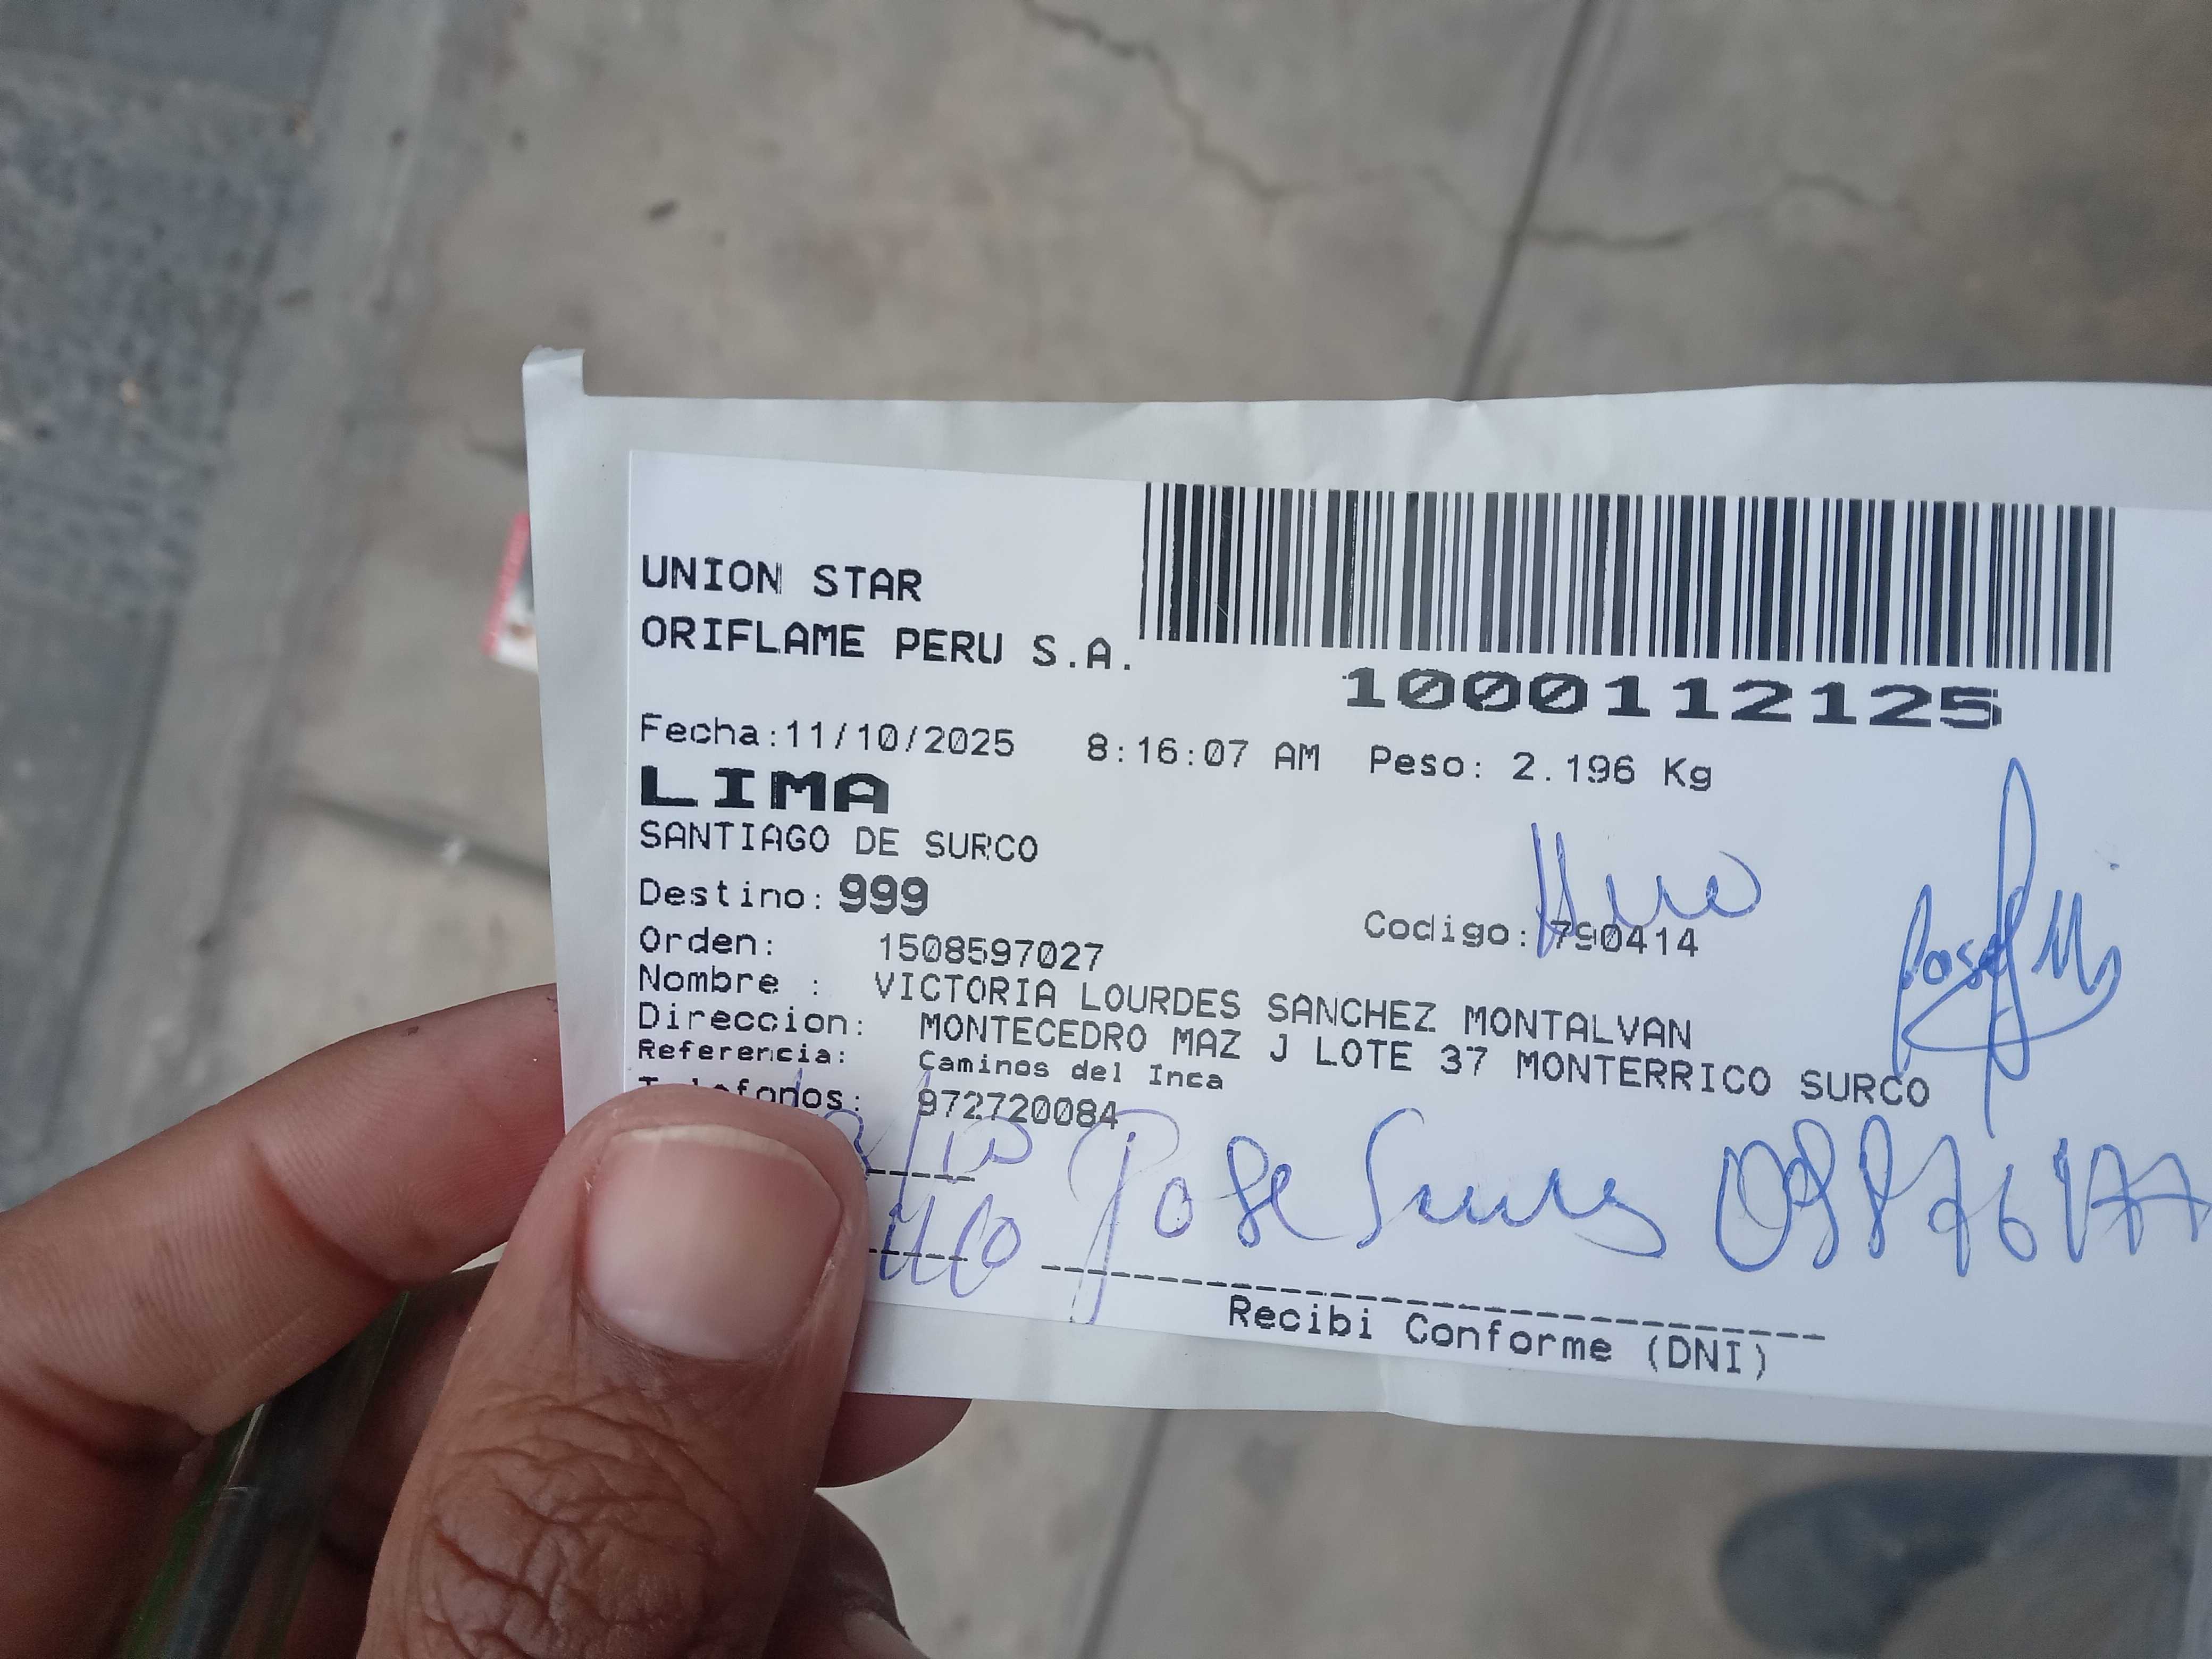 UNION STAR
ORIFLAME PERU S.A.
1000112125
Fecha:11/10/2025 8:16:07 AM Peso: 2.196 Kg
LIMA
SANTIAGO DE SURCO
Destino: 999
Codigo: 790414
Orden: 1508597027
Nombre : VICTORIA LOURDES SANCHEZ MONTALVAN
Direccion: MONTECEDRO MAZ J LOTE 37 MONTERRICO SURCO
Referencia: Caminos del Inca
fonos: 972720084
Jose
Recibi Conforme (DNI)